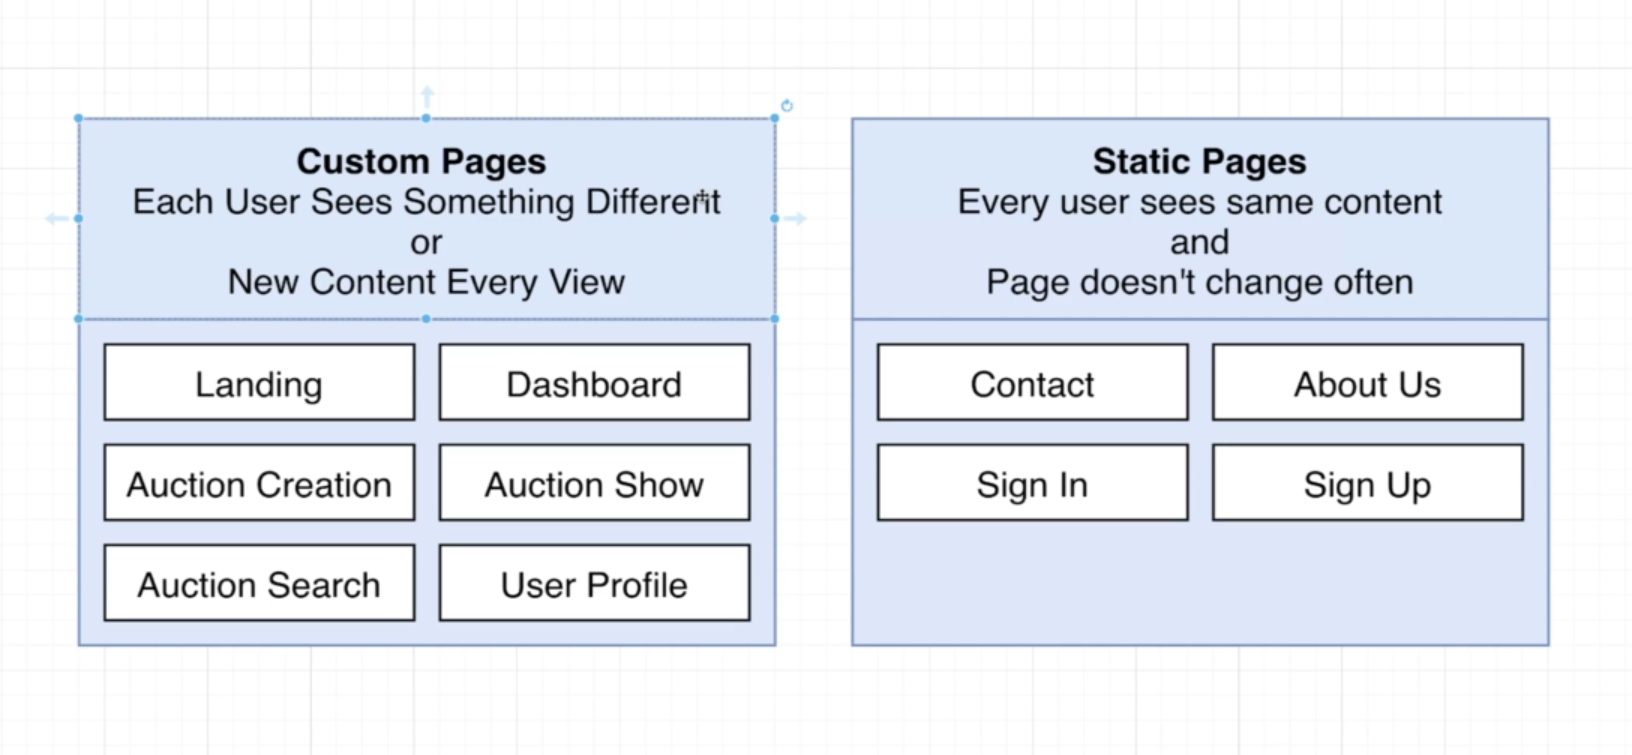 Custom Pages
Each User Sees Something Different
or
New Content Every View
Landing
Dashboard
Auction Creation
Auction Show
Auction Search
User Profile
Static Pages
Every user sees same content
and
Page doesn't change often
Contact
About Us
Sign In
Sign Up